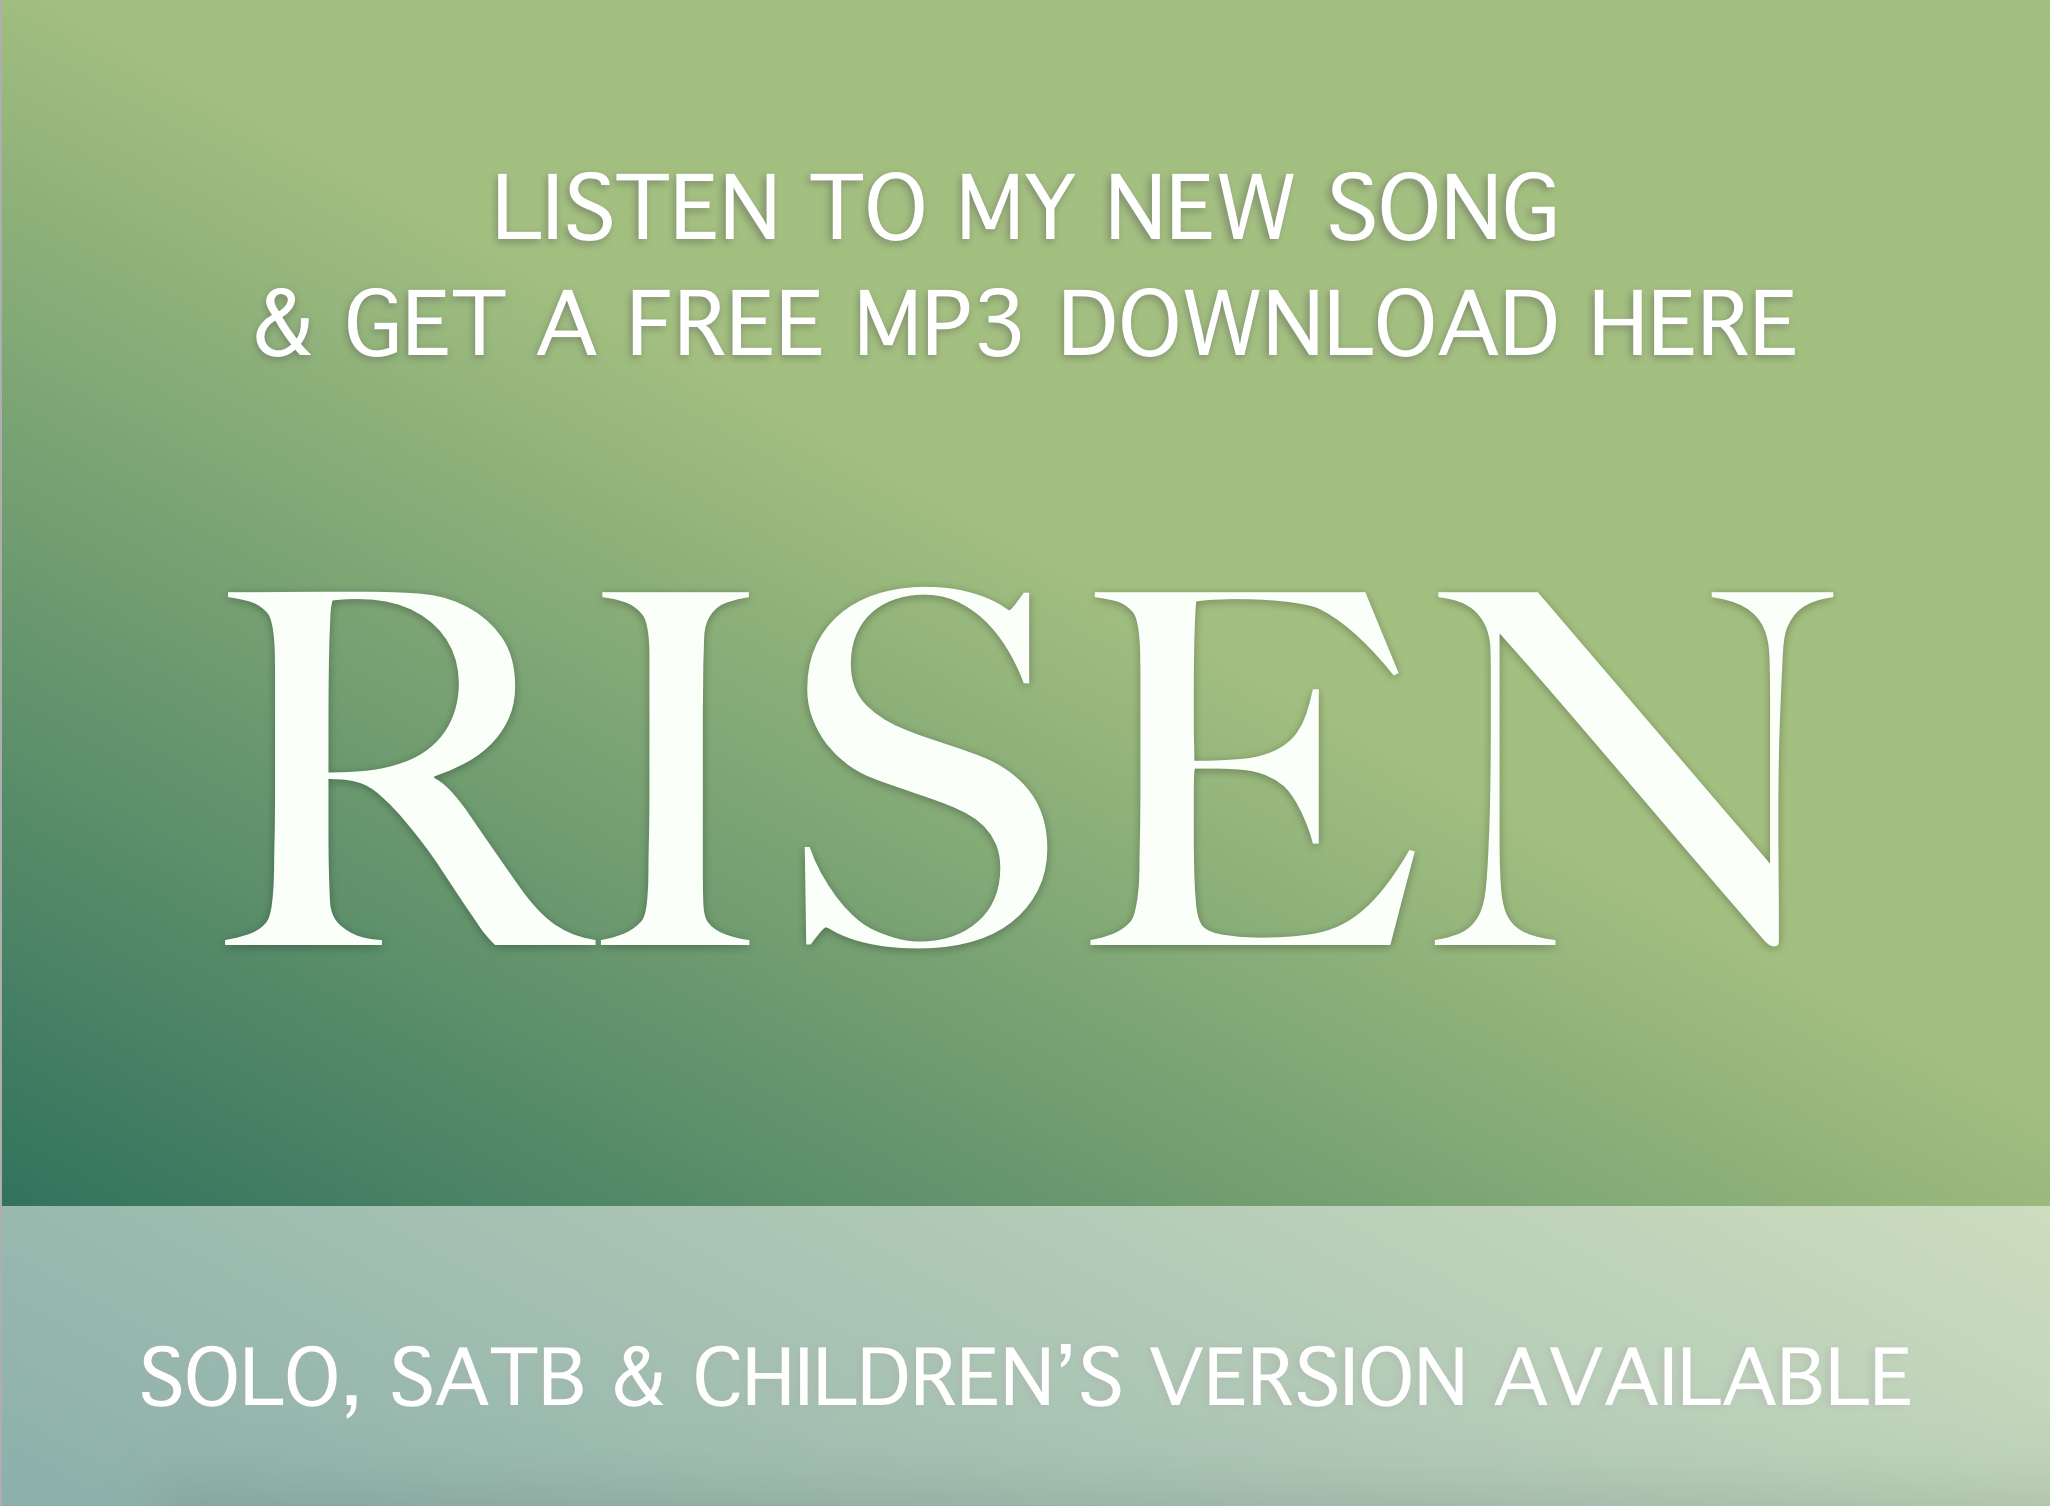 LISTEN TO MY NEW SONG
& GET A FREE MP3 DOWNLOAD HERE
RISEN
SOLO, SATB & CHILDREN’S VERSION AVAILABLE